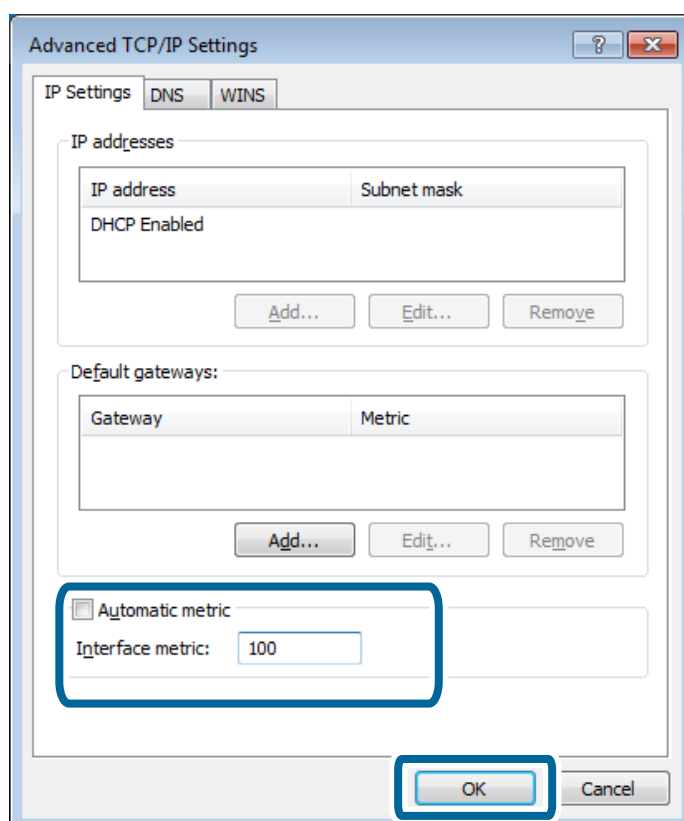 Advanced TCP/IP Settings
?
IP Settings DNS WINS
IP addresses
IP address Subnet mask
DHCP Enabled
Add... Edit... Remove
Default gateways:
Gateway Metric
Add... Edit... Remove
Automatic metric
Interface metric: 100
OK Cancel